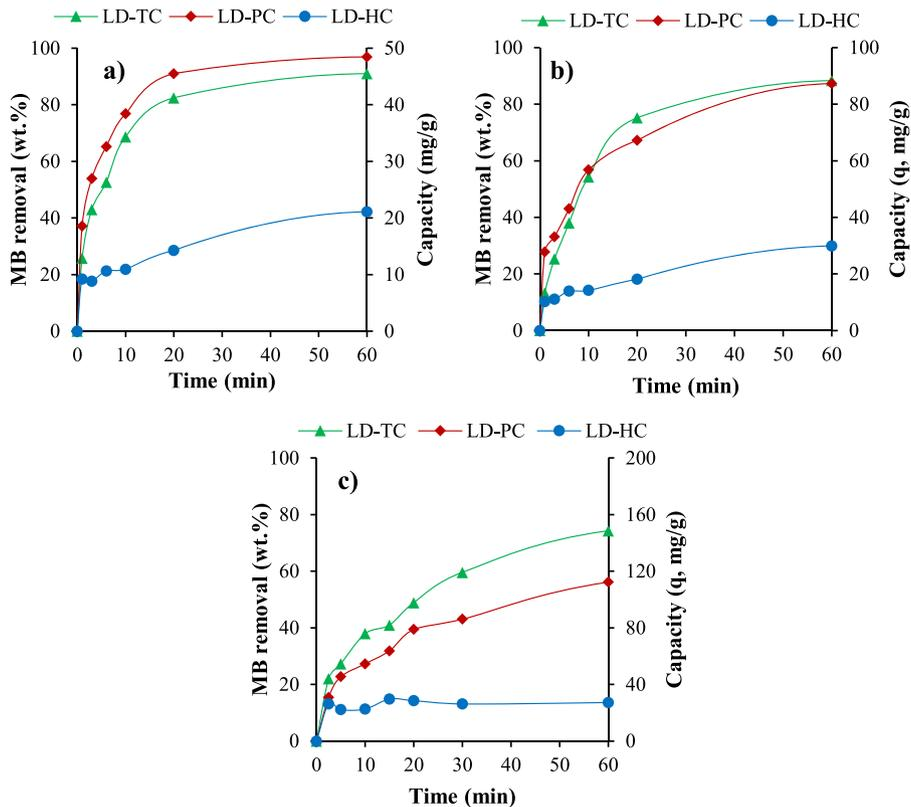 LD-TC LD-PC LD-HC
a)
MB removal (wt.%)
100
80
60
40
20
0
50
40
30
20
10
0
Capacity (mg/g)
0 10 20 30 40 50 60
Time (min)
LD-TC LD-PC LD-HC
b)
MB removal (wt.%)
100
80
60
40
20
0
100
80
60
40
20
0
Capacity (q, mg/g)
0 10 20 30 40 50 60
Time (min)
LD-TC LD-PC LD-HC
c)
MB removal (wt.%)
100
80
60
40
20
0
200
160
120
80
40
0
Capacity (q, mg/g)
0 10 20 30 40 50 60
Time (min)